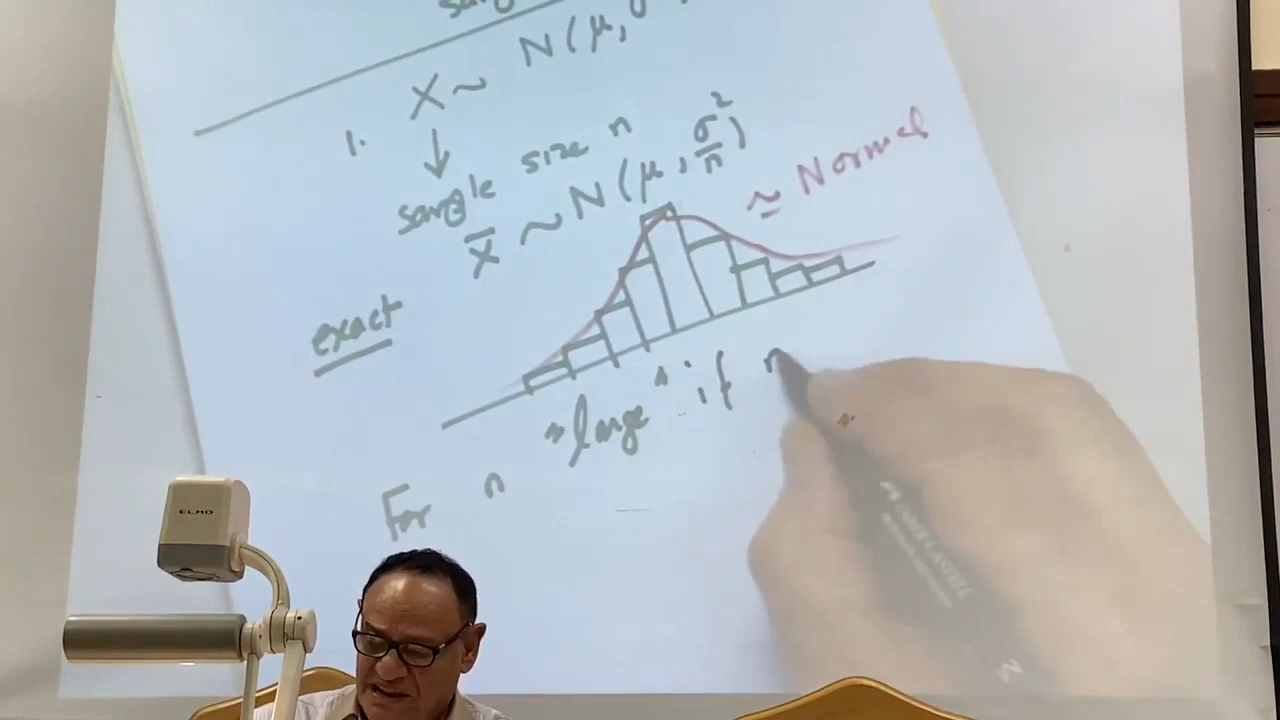 1. X ~ N(μ,
sample size n
X̄ ~ N(μ, σ²/n)
≃ Normal
exact
For n "large" if n
ELMO